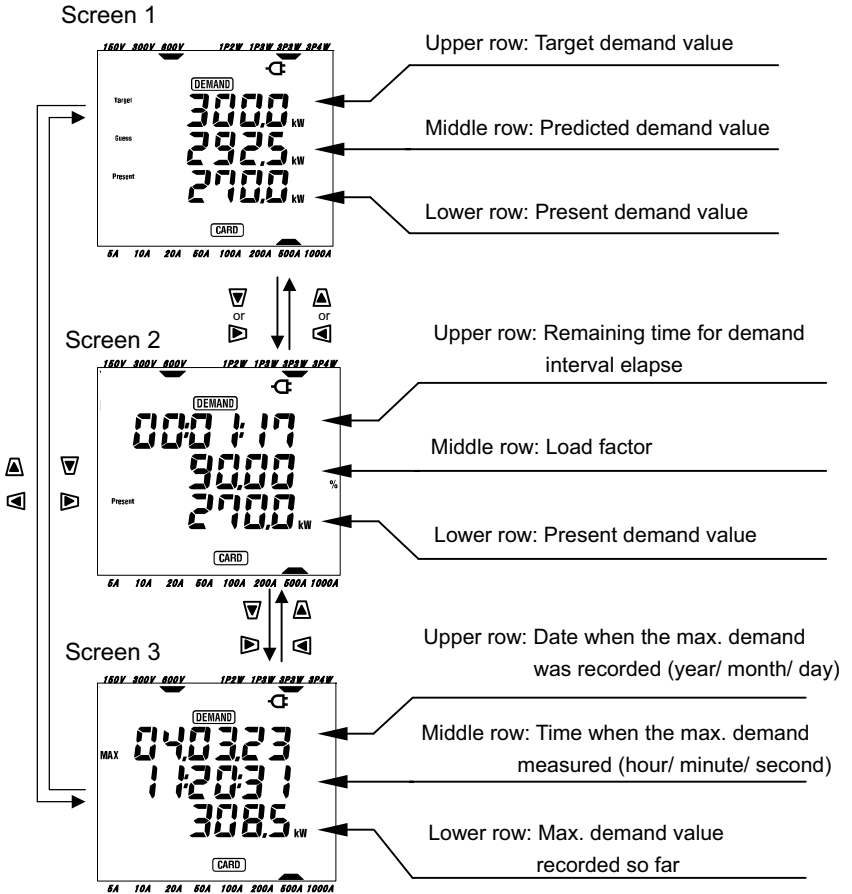 Screen 1
150V 300V 600V 1P2W 1P3W 3P3W 3P4W
DEMAND
Target 300.0 kW
Guess 292.5 kW
Present 270.0 kW
CARD
5A 10A 20A 50A 100A 200A 500A 1000A
Upper row: Target demand value
Middle row: Predicted demand value
Lower row: Present demand value
or
or
Screen 2
150V 300V 600V 1P2W 1P3W 3P3W 3P4W
DEMAND
00:01:17
90.00 %
Present 270.0 kW
CARD
5A 10A 20A 50A 100A 200A 500A 1000A
Upper row: Remaining time for demand
interval elapse
Middle row: Load factor
Lower row: Present demand value
Screen 3
150V 300V 600V 1P2W 1P3W 3P3W 3P4W
DEMAND
MAX 04.03.23
11:20:31
308.5 kW
CARD
5A 10A 20A 50A 100A 200A 500A 1000A
Upper row: Date when the max. demand
was recorded (year/ month/ day)
Middle row: Time when the max. demand
measured (hour/ minute/ second)
Lower row: Max. demand value
recorded so far